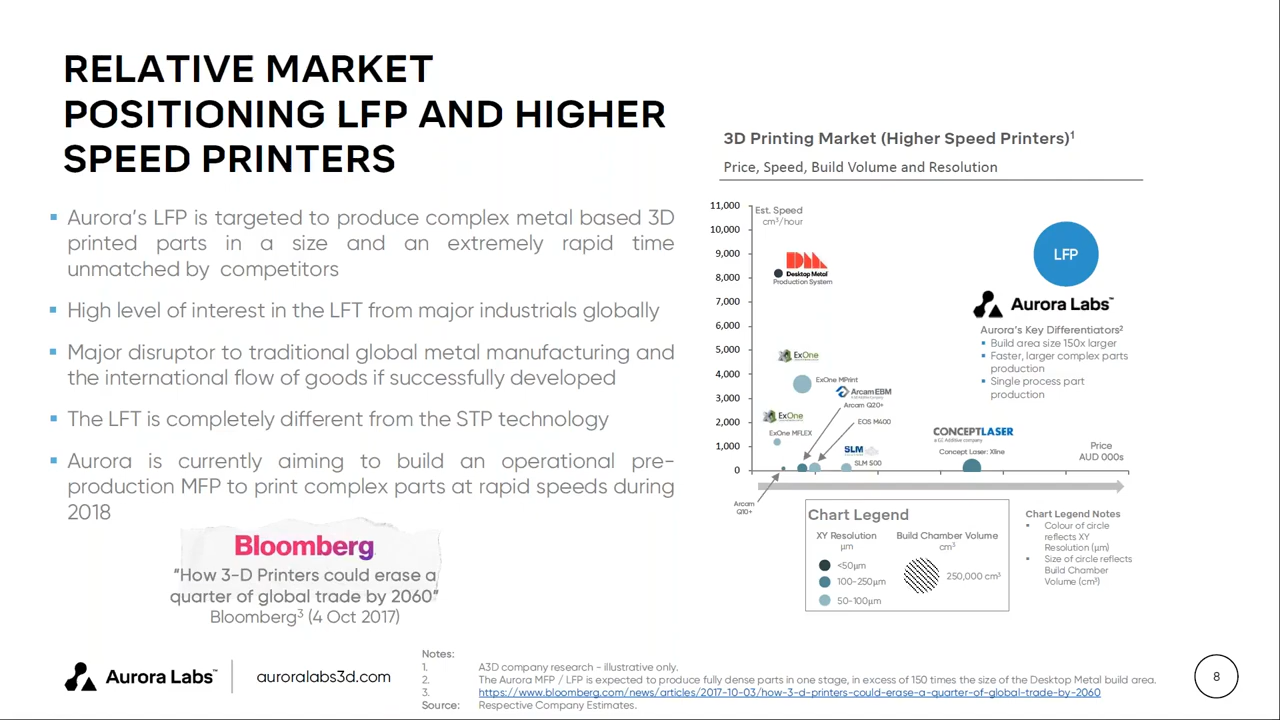 RELATIVE MARKET
POSITIONING LFP AND HIGHER
SPEED PRINTERS
Aurora's LFP is targeted to produce complex metal based 3D
printed parts in a size and an extremely rapid time
unmatched by competitors
High level of interest in the LFT from major industrials globally
Major disruptor to traditional global metal manufacturing and
the international flow of goods if successfully developed
The LFT is completely different from the STP technology
Aurora is currently aiming to build an operational pre-
production MFP to print complex parts at rapid speeds during
2018
Bloomberg
"How 3-D Printers could erase a
quarter of global trade by 2060"
Bloomberg³ (4 Oct 2017)
3D Printing Market (Higher Speed Printers)¹
Price, Speed, Build Volume and Resolution
11,000
10,000
9,000
8,000
7,000
6,000
5,000
4,000
3,000
2,000
1,000
0
Est. Speed
cm³/hour
DM
Desktop Metal
Production System
LFP
Aurora Labs™
Aurora's Key Differentiators²
Build area size 150x larger
Faster, larger complex parts
production
Single process part
production
ExOne
ExOne MPrint
Arcam EBM
Arcam Q20+
ExOne
ExOne MFLEX
EOS M400
SLM
SLM 500
CONCEPTLASER
a GE Additive company
Concept Laser: Xline
Price
AUD 000s
Arcam
Q10+
Chart Legend
XY Resolution
µm
<50µm
100-250µm
50-100µm
Build Chamber Volume
cm³
250,000 cm³
Chart Legend Notes
Colour of circle
reflects XY
Resolution (µm)
Size of circle reflects
Build Chamber
Volume (cm³)
Aurora Labs™
auroralabs3d.com
Notes:
1. A3D company research - illustrative only.
2. The Aurora MFP / LFP is expected to produce fully dense parts in one stage, in excess of 150 times the size of the Desktop Metal build area.
3. https://www.bloomberg.com/news/articles/2017-10-03/how-3-d-printers-could-erase-a-quarter-of-global-trade-by-2060
Source: Respective Company Estimates.
8